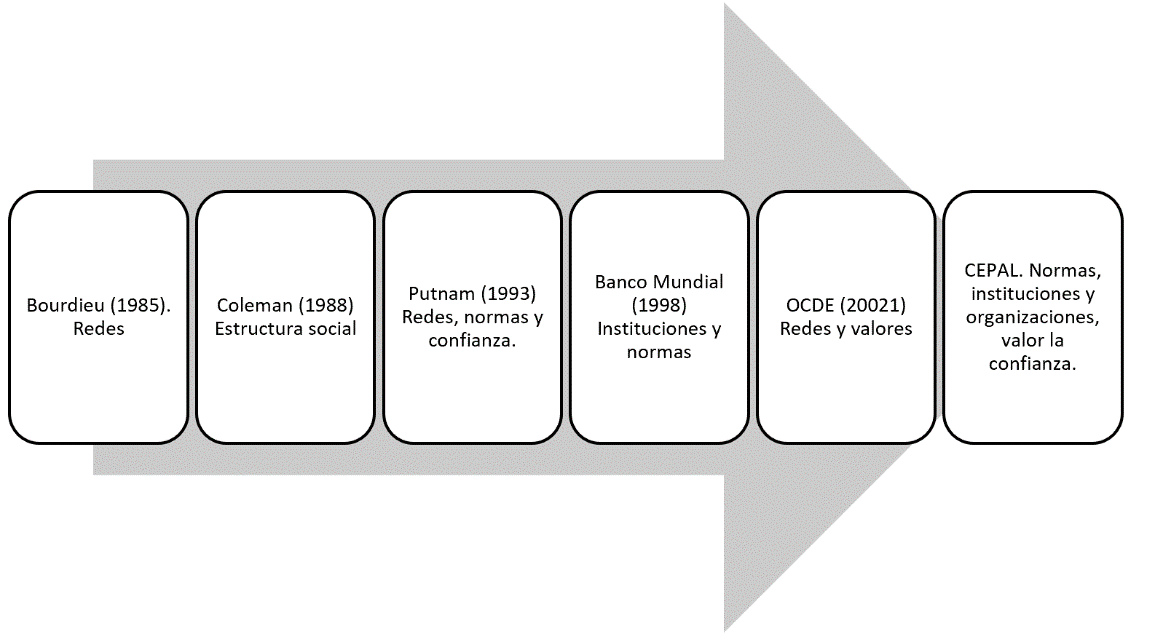 Bourdieu (1985).
Redes
Coleman (1988)
Estructura social
Putnam (1993)
Redes, normas y
confianza.
Banco Mundial
(1998)
Instituciones y
normas
OCDE (20021)
Redes y valores
CEPAL. Normas,
instituciones y
organizaciones,
valor la
confianza.